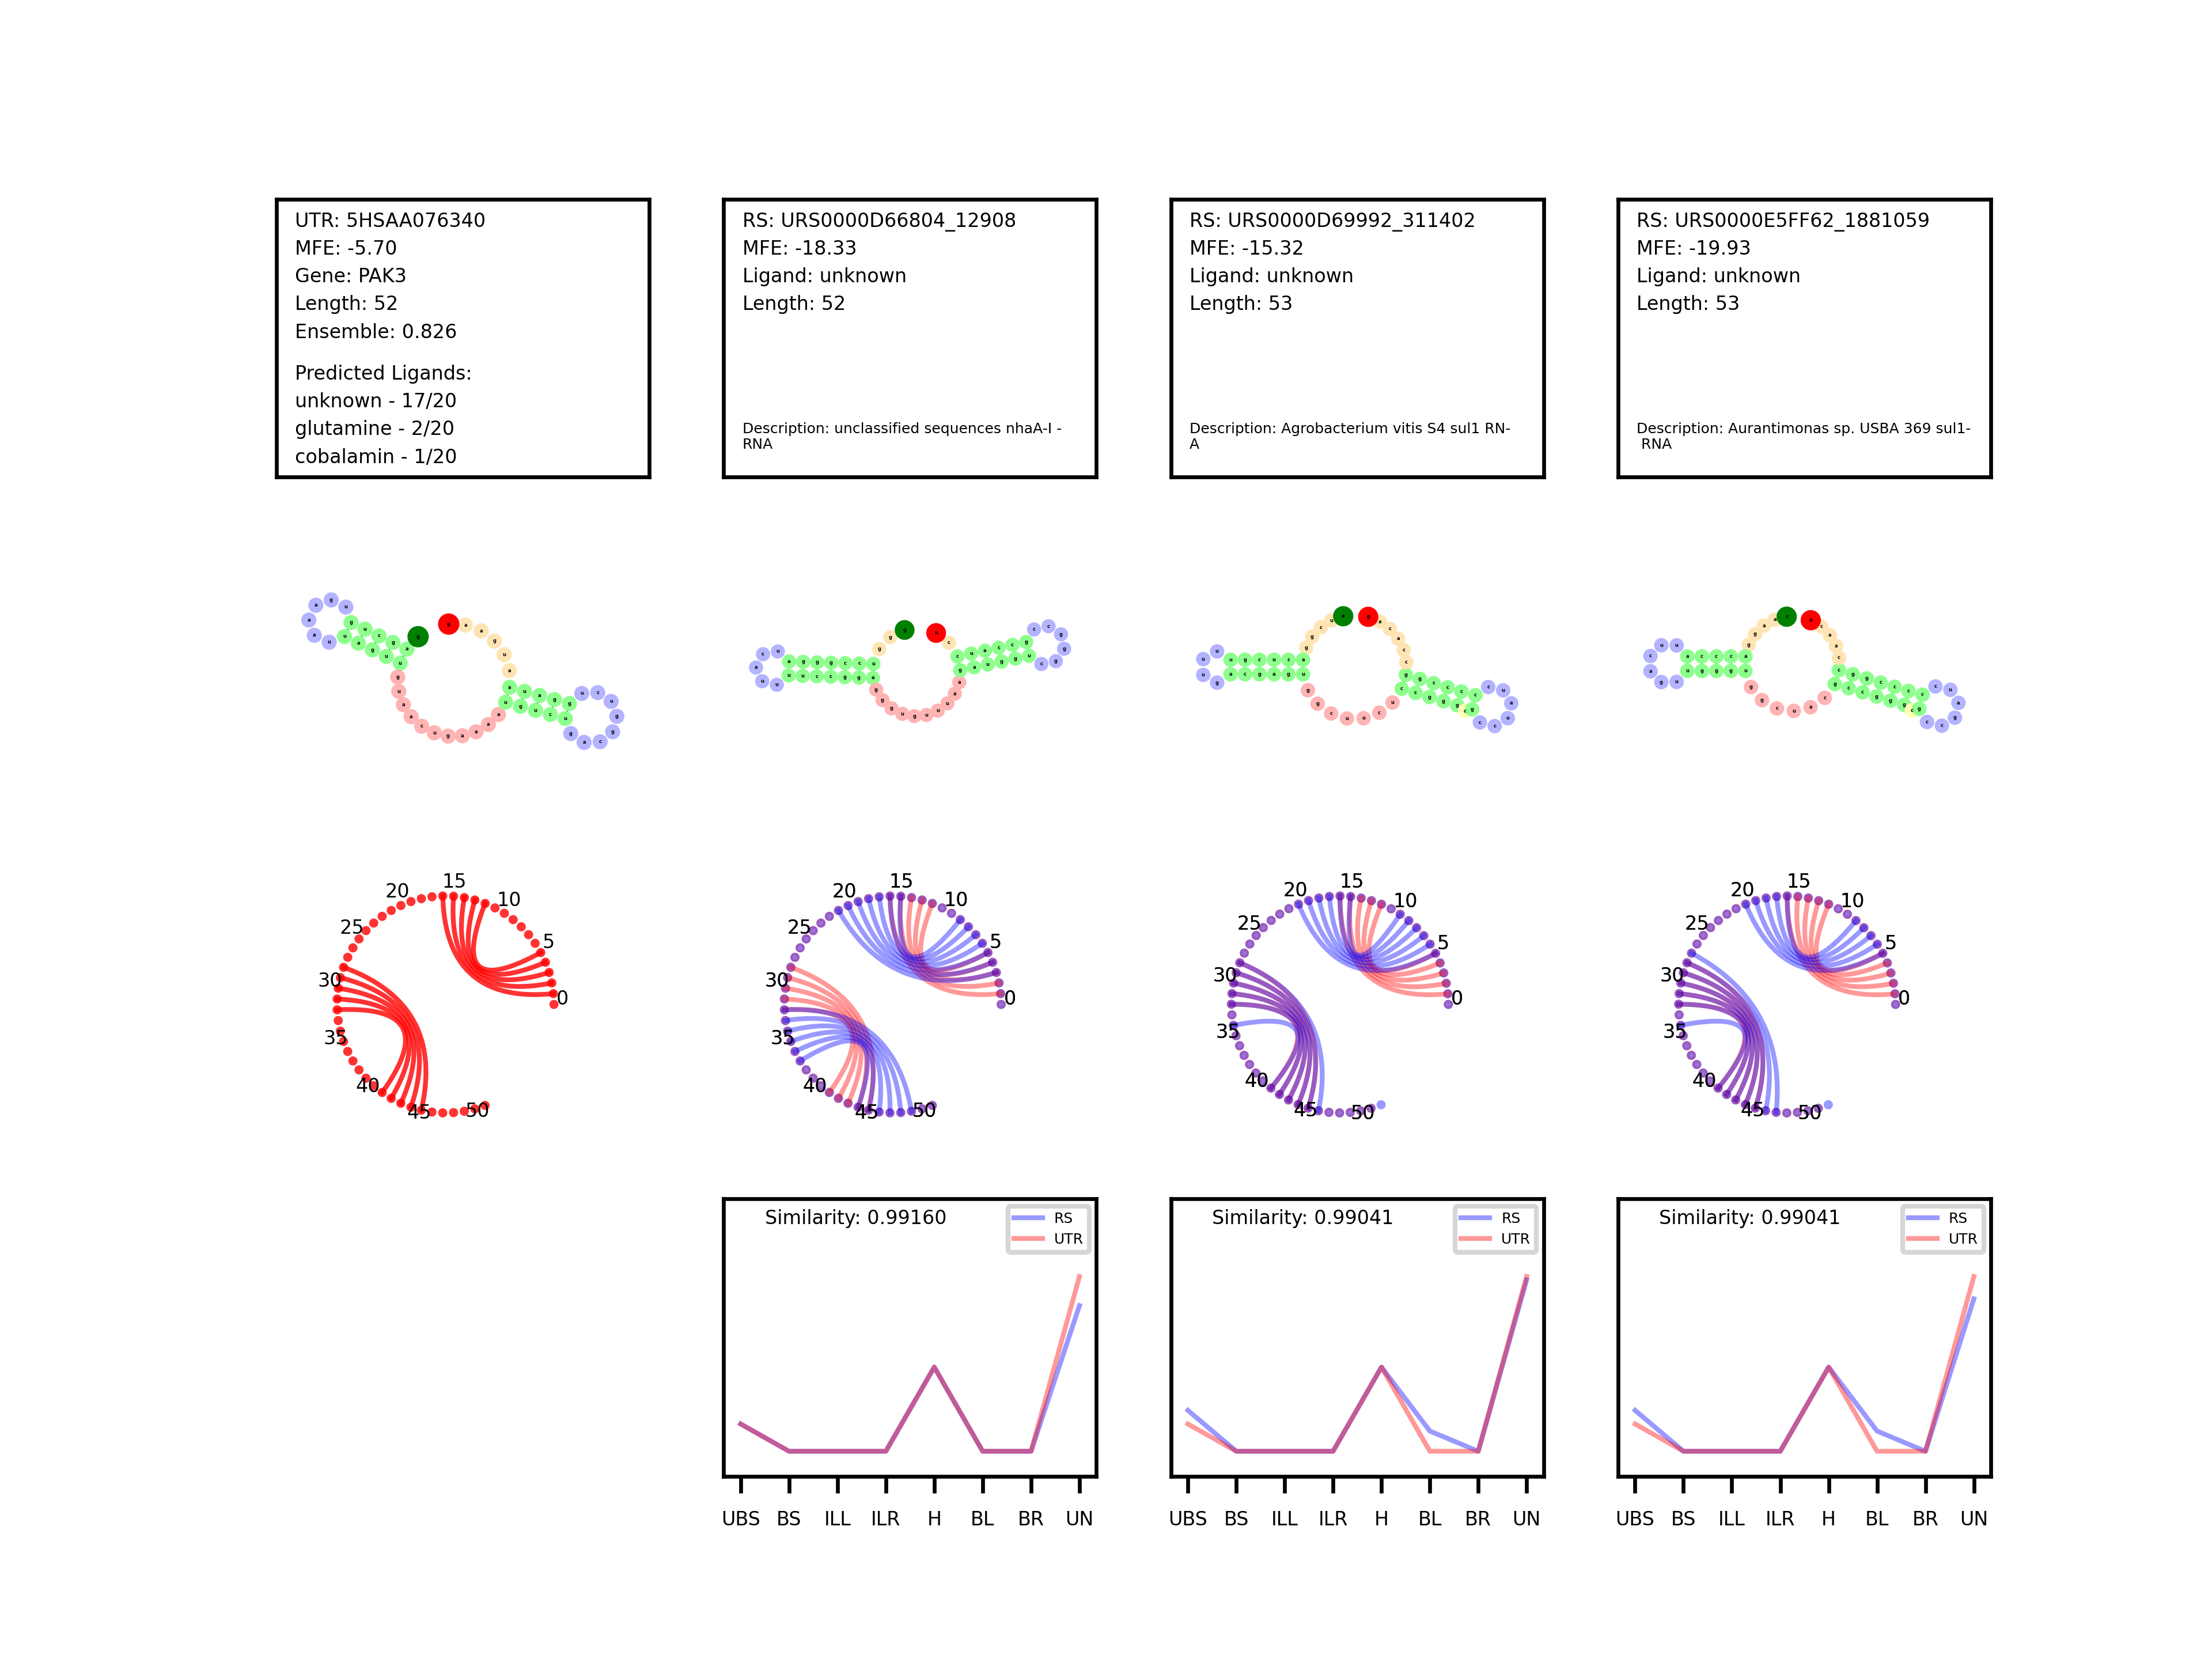 UTR: 5HSAA076340
MFE: -5.70
Gene: PAK3
Length: 52
Ensemble: 0.826
Predicted Ligands:
unknown - 17/20
glutamine - 2/20
cobalamin - 1/20
RS: URS0000D66804_12908
MFE: -18.33
Ligand: unknown
Length: 52
Description: unclassified sequences nhaA-I -
RNA
RS: URS0000D69992_311402
MFE: -15.32
Ligand: unknown
Length: 53
Description: Agrobacterium vitis S4 sul1 RN-
A
RS: URS0000E5FF62_1881059
MFE: -19.93
Ligand: unknown
Length: 53
Description: Aurantimonas sp. USBA 369 sul1-
RNA
0
5
10
15
20
25
30
35
40
45
50
0
5
10
15
20
25
30
35
40
45
50
0
5
10
15
20
25
30
35
40
45
50
0
5
10
15
20
25
30
35
40
45
50
Similarity: 0.99160
RS
UTR
UBS BS ILL ILR H BL BR UN
Similarity: 0.99041
RS
UTR
UBS BS ILL ILR H BL BR UN
Similarity: 0.99041
RS
UTR
UBS BS ILL ILR H BL BR UN